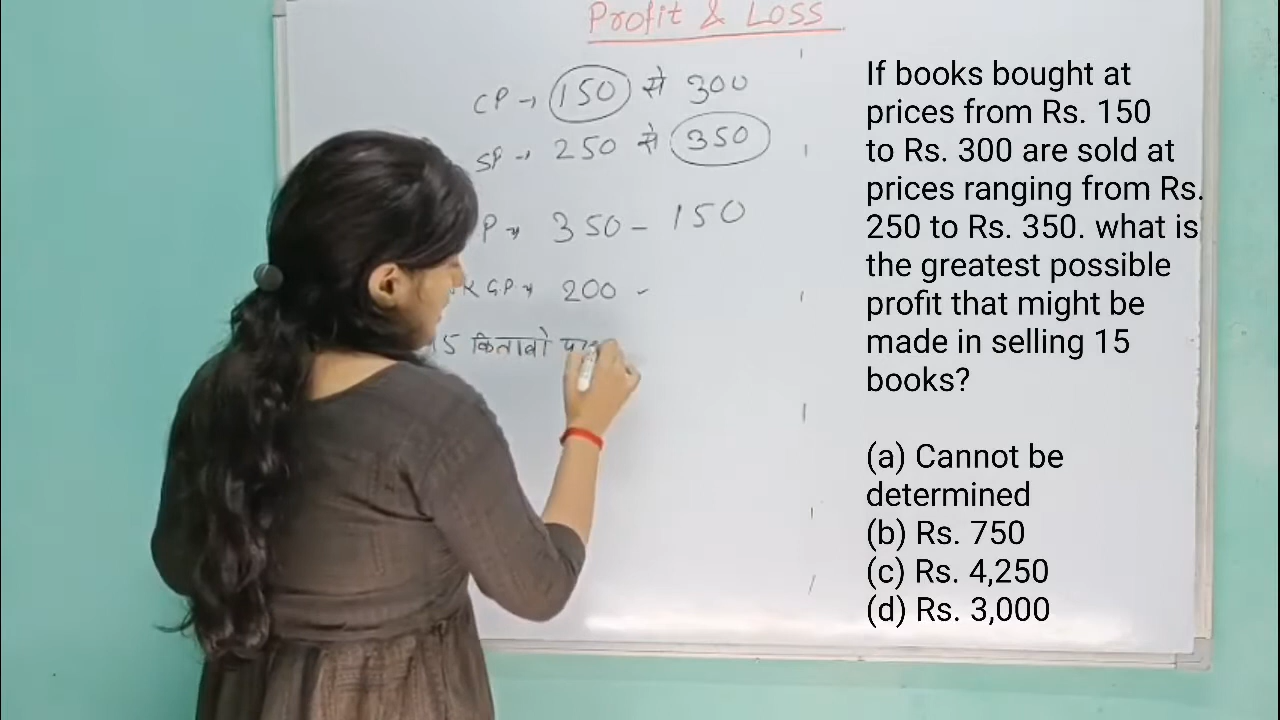 Profit & Loss
CP → 150 से 300
SP → 250 से 350
P → 350 - 150
G.P → 200 -
15 किताबो
If books bought at
prices from Rs. 150
to Rs. 300 are sold at
prices ranging from Rs.
250 to Rs. 350. what is
the greatest possible
profit that might be
made in selling 15
books?
(a) Cannot be
determined
(b) Rs. 750
(c) Rs. 4,250
(d) Rs. 3,000